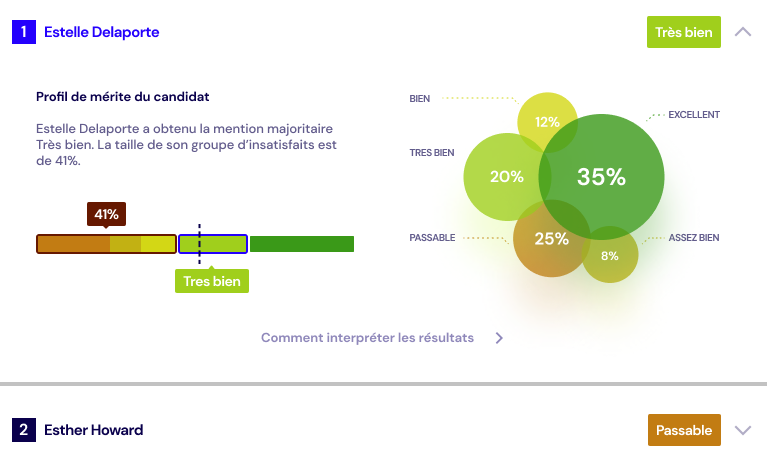 1 Estelle Delaporte
Très bien
Profil de mérite du candidat
Estelle Delaporte a obtenu la mention majoritaire
Très bien. La taille de son groupe d'insatisfaits est
de 41%.
41%
Tres bien
BIEN
12%
EXCELLENT
TRES BIEN
20%
35%
PASSABLE
25%
ASSEZ BIEN
8%
Comment interpréter les résultats
2 Esther Howard
Passable